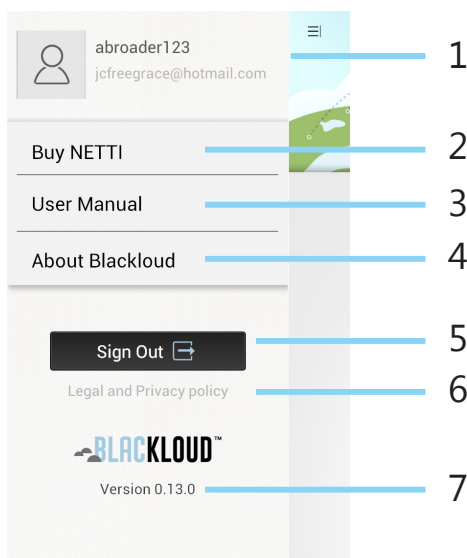 abroader123
1
jcfreegrace@hotmail.com
Buy NETTI
2
User Manual
3
About Blackloud
4
Sign Out
5
Legal and Privacy policy
6
BLACKLOUD™
Version 0.13.0
7